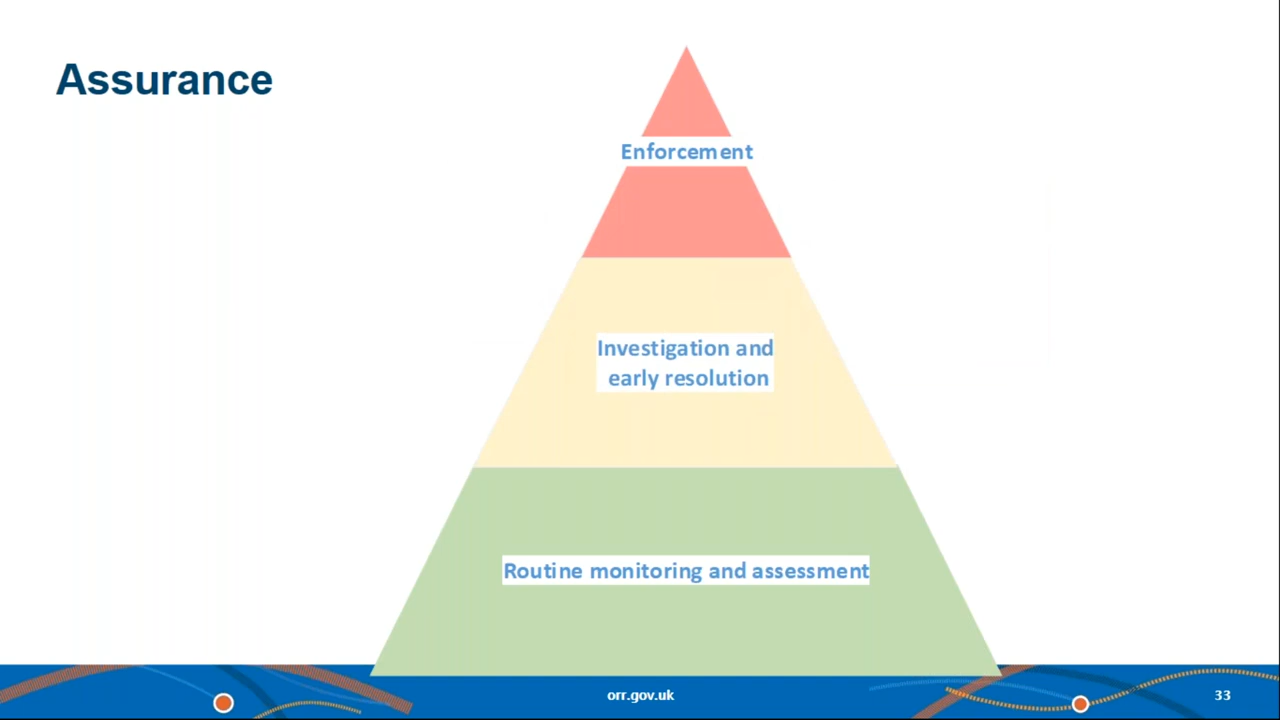 Assurance
Enforcement
Investigation and
early resolution
Routine monitoring and assessment
orr.gov.uk
33